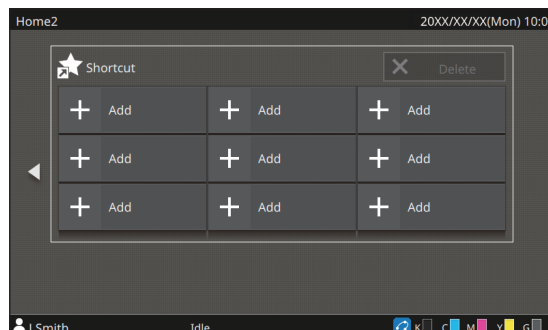 Home2 20XX/XX/XX(Mon) 10:0
Shortcut Delete
Add Add Add
Add Add Add
Add Add Add
J.Smith Idle K C M Y G